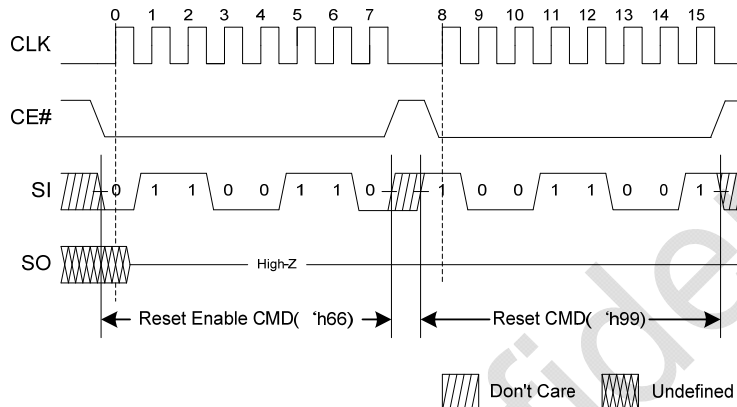 0 1 2 3 4 5 6 7 8 9 10 11 12 13 14 15
CLK
CE#
SI 0 1 1 0 0 1 1 0 1 0 0 1 1 0 0 1
SO High-Z
Reset Enable CMD( ‘h66) Reset CMD( ‘h99)
Don't Care Undefined